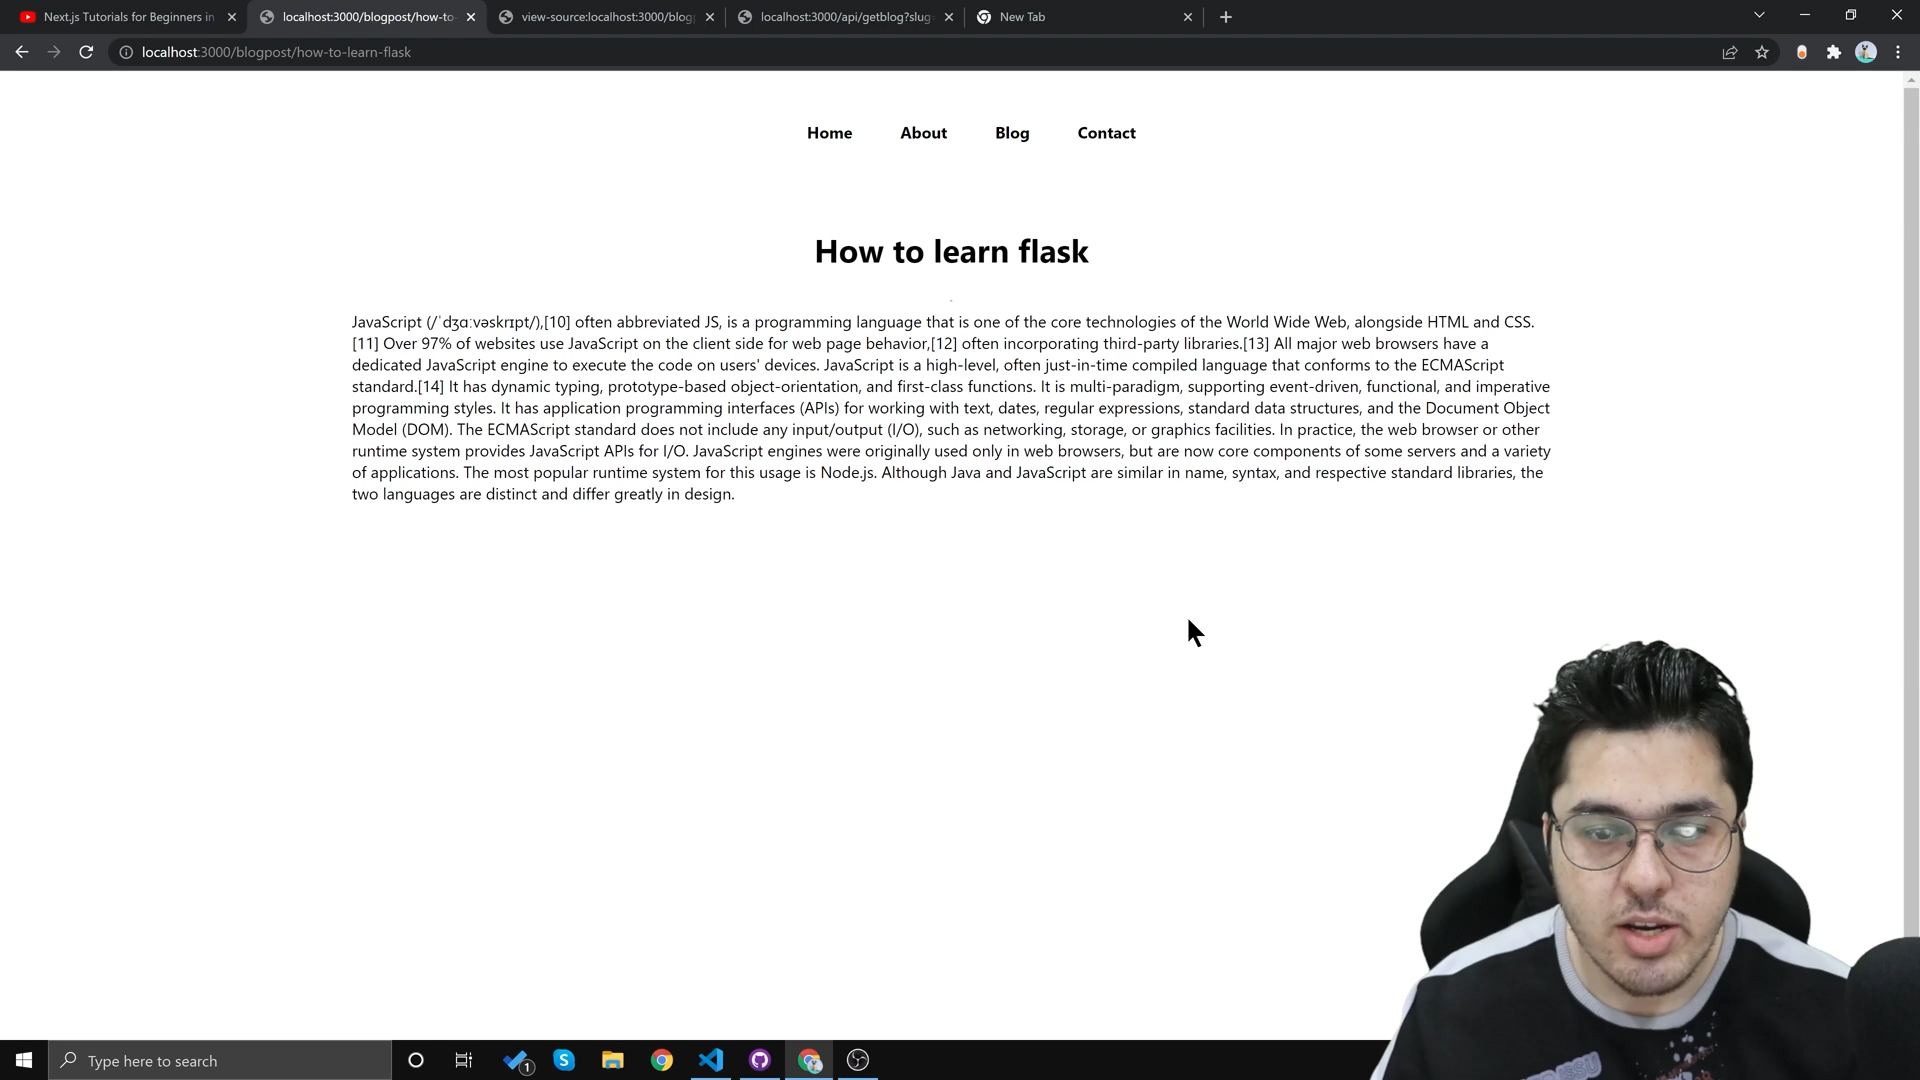 Next.js Tutorials for Beginners in
localhost:3000/blogpost/how-to-
view-source:localhost:3000/blog
localhost:3000/api/getblog?slug
New Tab
localhost:3000/blogpost/how-to-learn-flask
Home About Blog Contact
How to learn flask
JavaScript (/ˈdʒɑːvəskrɪpt/),[10] often abbreviated JS, is a programming language that is one of the core technologies of the World Wide Web, alongside HTML and CSS.
[11] Over 97% of websites use JavaScript on the client side for web page behavior,[12] often incorporating third-party libraries.[13] All major web browsers have a
dedicated JavaScript engine to execute the code on users' devices. JavaScript is a high-level, often just-in-time compiled language that conforms to the ECMAScript
standard.[14] It has dynamic typing, prototype-based object-orientation, and first-class functions. It is multi-paradigm, supporting event-driven, functional, and imperative
programming styles. It has application programming interfaces (APIs) for working with text, dates, regular expressions, standard data structures, and the Document Object
Model (DOM). The ECMAScript standard does not include any input/output (I/O), such as networking, storage, or graphics facilities. In practice, the web browser or other
runtime system provides JavaScript APIs for I/O. JavaScript engines were originally used only in web browsers, but are now core components of some servers and a variety
of applications. The most popular runtime system for this usage is Node.js. Although Java and JavaScript are similar in name, syntax, and respective standard libraries, the
two languages are distinct and differ greatly in design.
Type here to search
1